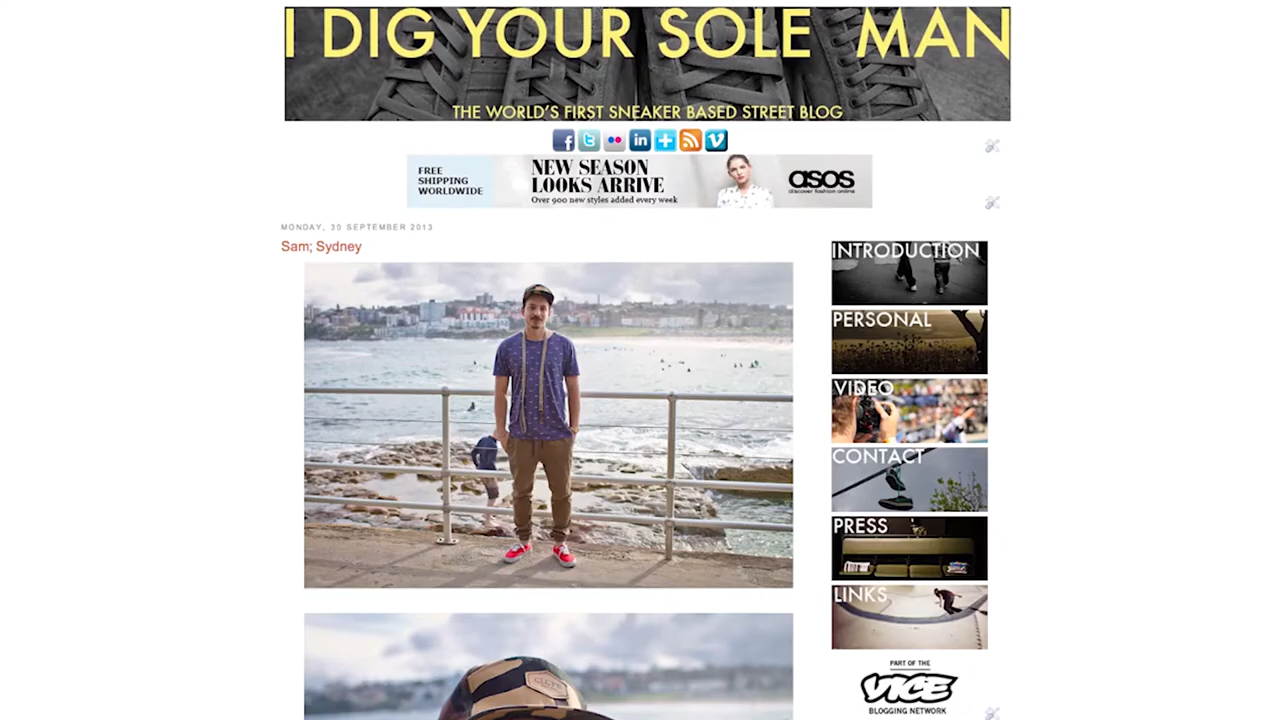 I DIG YOUR SOLE MAN
THE WORLD'S FIRST SNEAKER BASED STREET BLOG
FREE
SHIPPING
WORLDWIDE
NEW SEASON
LOOKS ARRIVE
Over 900 new styles added every week
asos
discover fashion online
MONDAY, 30 SEPTEMBER 2013
Sam; Sydney
INTRODUCTION
PERSONAL
VIDEO
CONTACT
PRESS
LINKS
PART OF THE
VICE
BLOGGING NETWORK